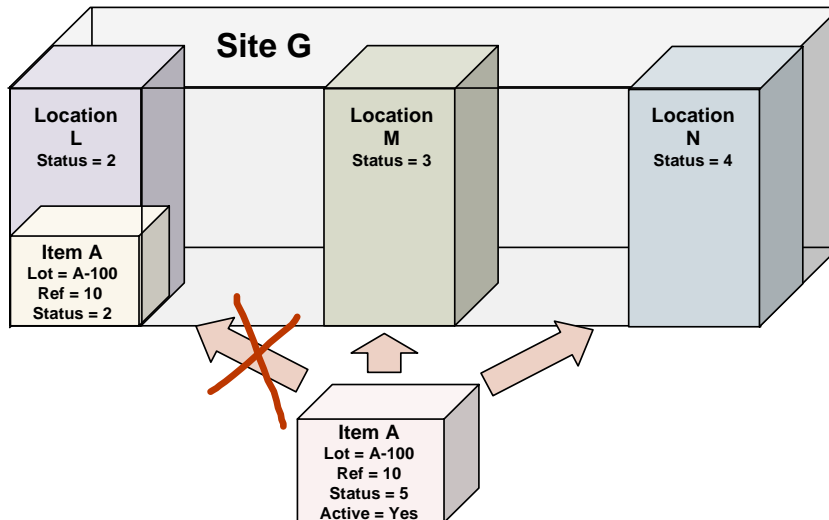 Site G
Location
L
Status = 2
Location
M
Status = 3
Location
N
Status = 4
Item A
Lot = A-100
Ref = 10
Status = 2
Item A
Lot = A-100
Ref = 10
Status = 5
Active = Yes